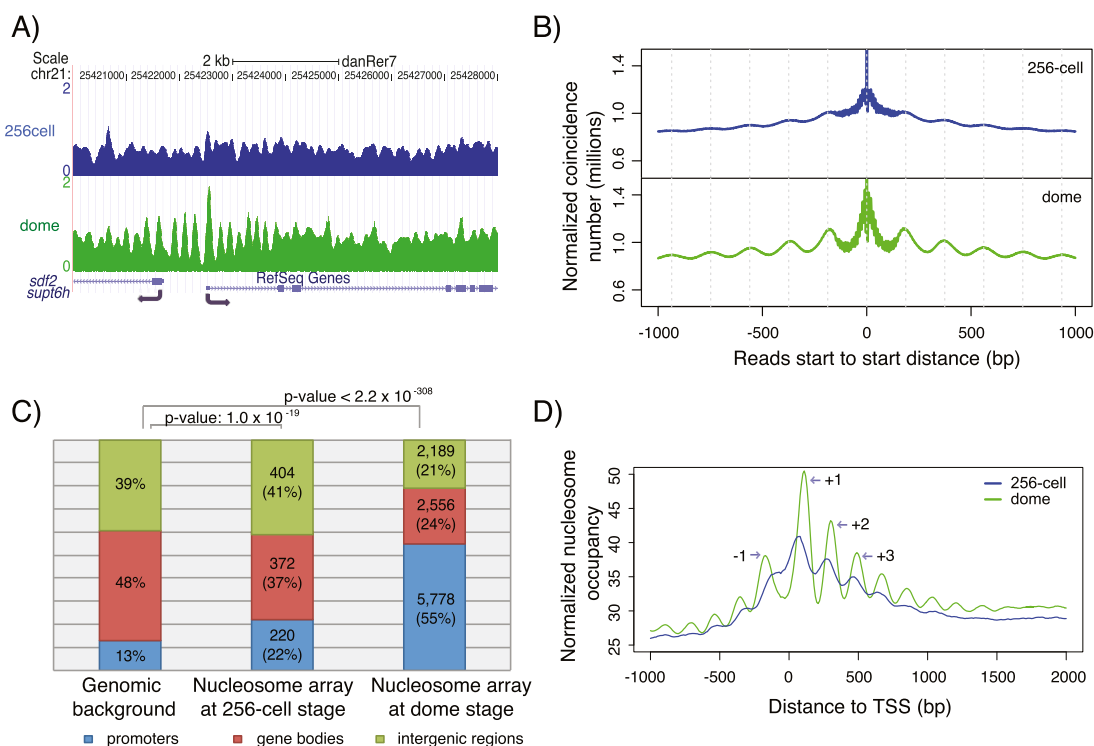 A)
Scale
2 kb
danRer7
chr21:
25421000
25422000
25423000
25424000
25425000
25426000
25427000
25428000
2
256cell
0
2
dome
0
RefSeq Genes
sdf2
supt6h
B)
Normalized coincidence
number (millions)
1.4
1.0
0.6
256-cell
1.4
1.0
0.6
dome
-1000 -500 0 500 1000
Reads start to start distance (bp)
C)
p-value < 2.2 x 10 -308
p-value: 1.0 x 10 -19
39%
48%
13%
404
(41%)
372
(37%)
220
(22%)
2,189
(21%)
2,556
(24%)
5,778
(55%)
Genomic
background
Nucleosome array
at 256-cell stage
Nucleosome array
at dome stage
promoters
gene bodies
intergenic regions
D)
Normalized nucleosome
occupancy
50
45
40
35
30
25
256-cell
dome
+1
+2
+3
-1
-1000 -500 0 500 1000 1500 2000
Distance to TSS (bp)